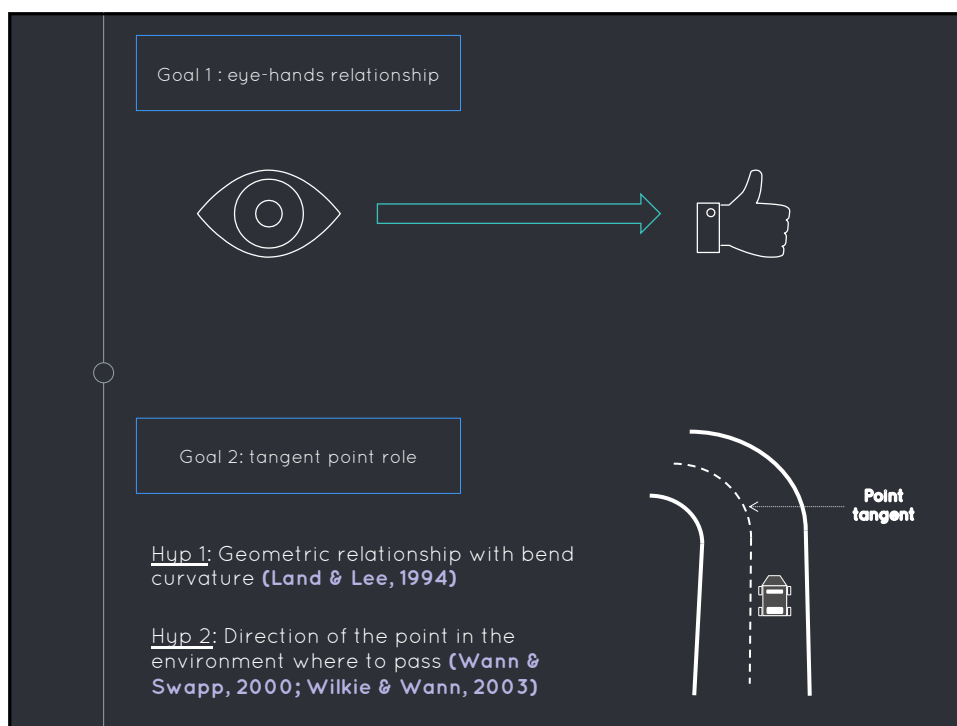 Goal 1 : eye-hands relationship
Goal 2: tangent point role
Point
tangent
Hyp 1: Geometric relationship with bend
curvature (Land & Lee, 1994)
Hyp 2: Direction of the point in the
environment where to pass (Wann &
Swapp, 2000; Wilkie & Wann, 2003)